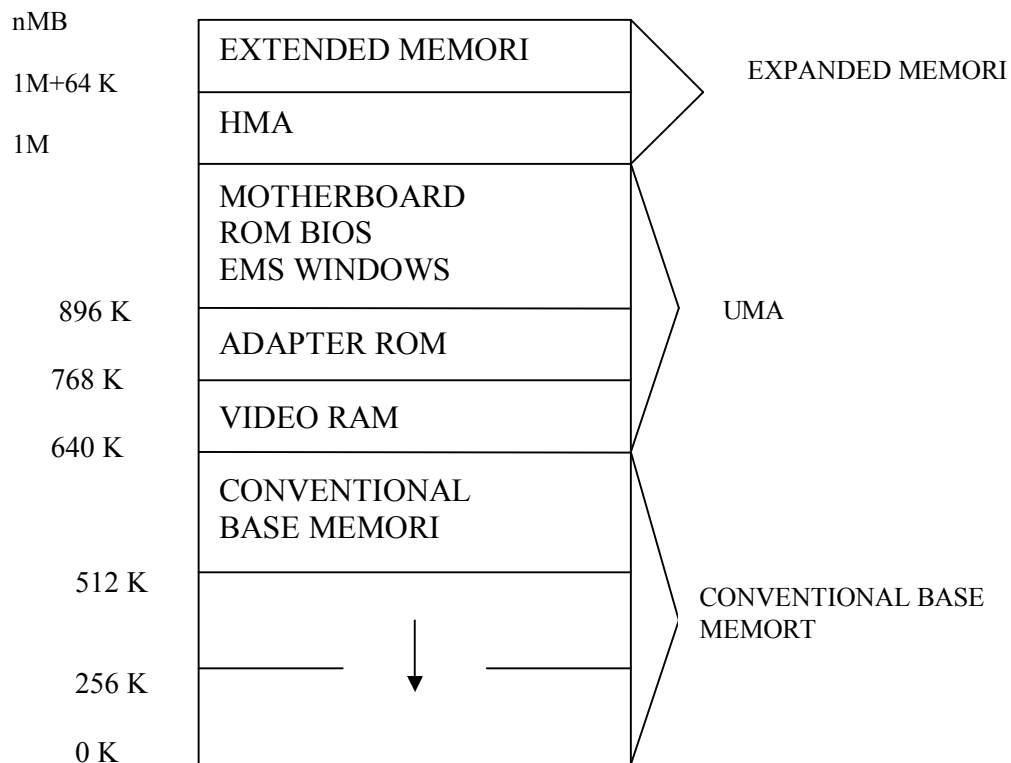 nMB
EXTENDED MEMORI
EXPANDED MEMORI
1M+64 K
HMA
1M
MOTHERBOARD
ROM BIOS
EMS WINDOWS
896 K
UMA
ADAPTER ROM
768 K
VIDEO RAM
640 K
CONVENTIONAL
BASE MEMORI
512 K
CONVENTIONAL BASE
MEMORT
256 K
0 K